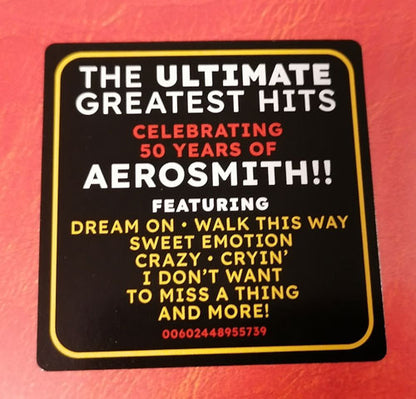 THE ULTIMATE
GREATEST HITS
CELEBRATING
50 YEARS OF
AEROSMITH!!
FEATURING
DREAM ON • WALK THIS WAY
SWEET EMOTION
CRAZY • CRYIN'
I DON'T WANT
TO MISS A THING
AND MORE!
00602448955739